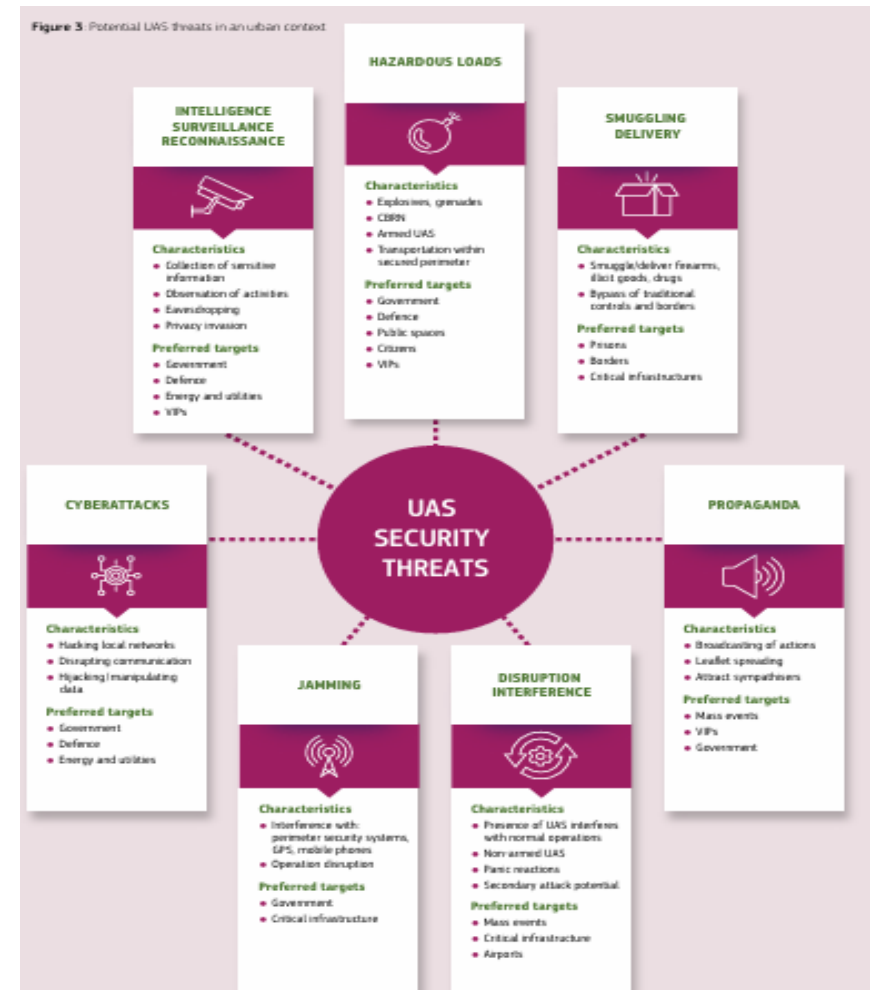 Figure 3: Potential UAS threats in an urban context
HAZARDOUS LOADS
Characteristics
• Explosives, grenades
• CBRN
• Armed UAS
• Transportation within
secured perimeter
Preferred targets
• Government
• Defence
• Public spaces
• Citizens
• VIPs
INTELLIGENCE
SURVEILLANCE
RECONNAISSANCE
Characteristics
• Collection of sensitive
information
• Observation of activities
• Eavesdropping
• Privacy invasion
Preferred targets
• Government
• Defence
• Energy and utilities
• VIPs
SMUGGLING
DELIVERY
Characteristics
• Smuggle/deliver firearms,
illicit goods, drugs
• Bypass of traditional
controls and borders
Preferred targets
• Prisons
• Borders
• Critical infrastructures
UAS
SECURITY
THREATS
CYBERATTACKS
Characteristics
• Hacking local networks
• Disrupting communication
• Hijacking/manipulating
data
Preferred targets
• Government
• Defence
• Energy and utilities
PROPAGANDA
Characteristics
• Broadcasting of actions
• Leaflet spreading
• Attract sympathisers
Preferred targets
• Mass events
• VIPs
• Government
JAMMING
Characteristics
• Interference with:
perimeter security systems,
GPS, mobile phones
• Operation disruption
Preferred targets
• Government
• Critical infrastructure
DISRUPTION
INTERFERENCE
Characteristics
• Presence of UAS interferes
with normal operations
• Non-armed UAS
• Panic reactions
• Secondary attack potential
Preferred targets
• Mass events
• Critical infrastructure
• Airports